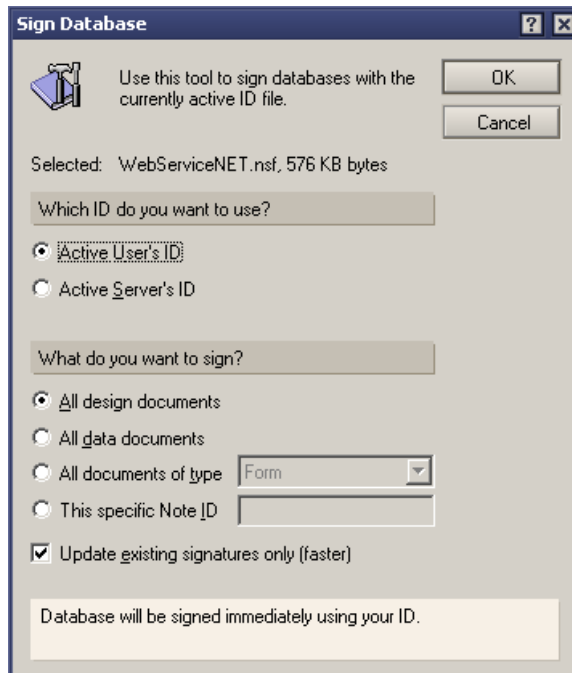 Sign Database
Use this tool to sign databases with the
currently active ID file.
OK
Cancel
Selected: WebServiceNET.nsf, 576 KB bytes
Which ID do you want to use?
Active User's ID
Active Server's ID
What do you want to sign?
All design documents
All data documents
All documents of type Form
This specific Note ID
Update existing signatures only (faster)
Database will be signed immediately using your ID.